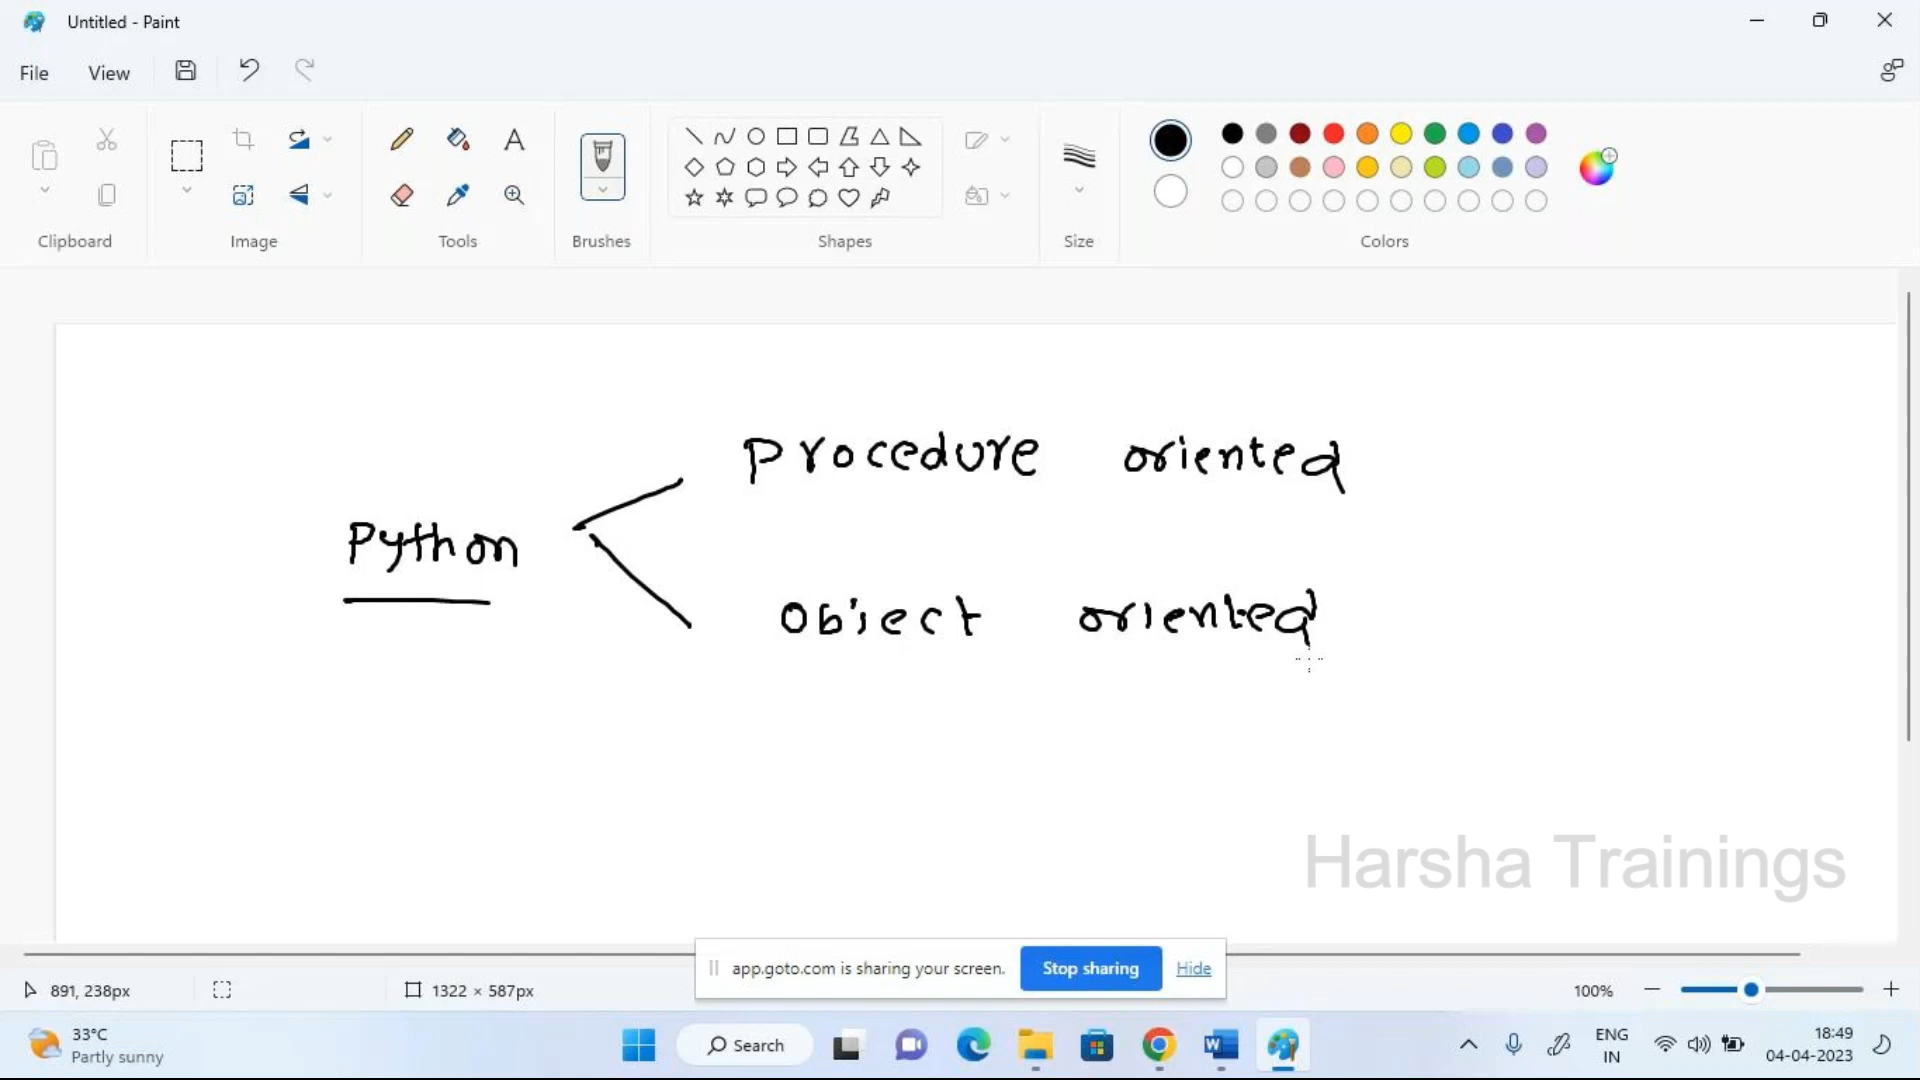 Untitled - Paint
File View
Clipboard Image Tools Brushes Shapes Size Colors
Procedure oriented
Python
Object oriented
Harsha Trainings
app.goto.com is sharing your screen. Stop sharing Hide
891, 238px 1322 × 587px 100%
33°C
Partly sunny
Search
ENG
IN
18:49
04-04-2023